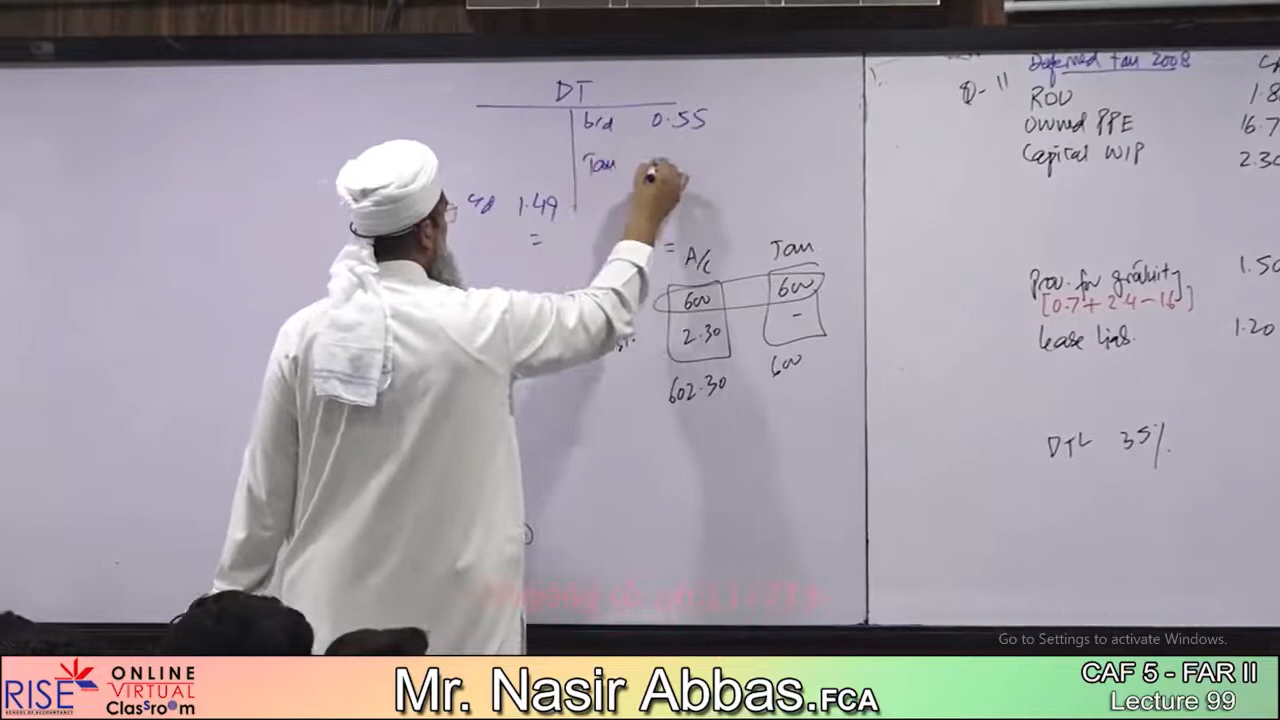 DT
b/d 0.55
Tax
c/d 1.49
=
=
A/c Tax
600 600
2.30 -
602.30 600
Q-11
Deferred tax 2008
ROU 1.8
Owned PPE 16.7
Capital WIP 2.30
Prov. for gratuity 1.50
[0.7+2.4-1.6]
Lease liab. 1.20
DTL 35%
Go to Settings to activate Windows.
RISE
SCHOOL OF ACCOUNTANCY
ONLINE
VIRTUAL
Classroom
Mr. Nasir Abbas.FCA
CAF 5 - FAR II
Lecture 99